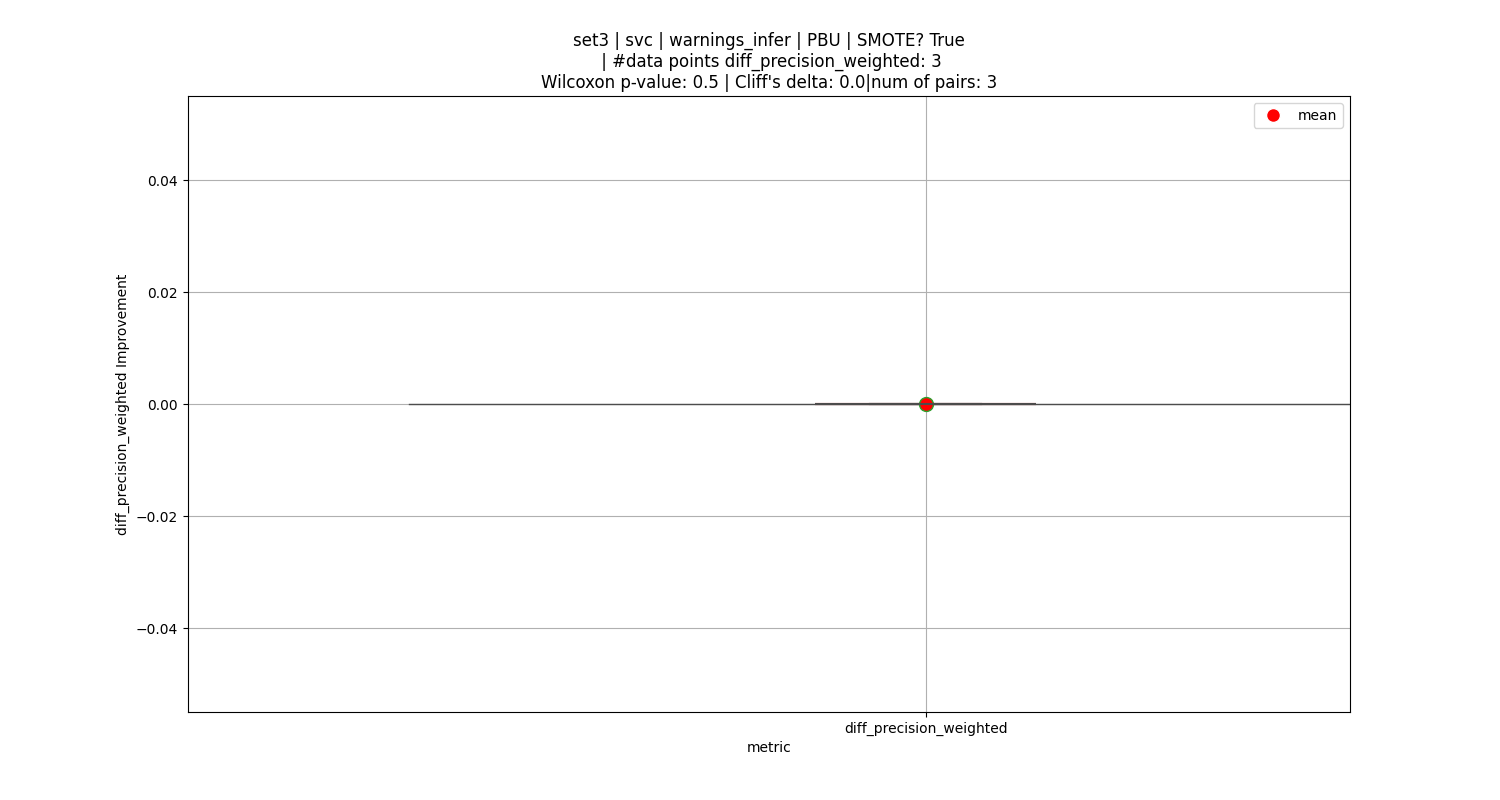 set3 | svc | warnings_infer | PBU | SMOTE? True
| #data points diff_precision_weighted: 3
Wilcoxon p-value: 0.5 | Cliff's delta: 0.0|num of pairs: 3
mean
0.04
0.02
0.00
−0.02
−0.04
diff_precision_weighted Improvement
diff_precision_weighted
metric